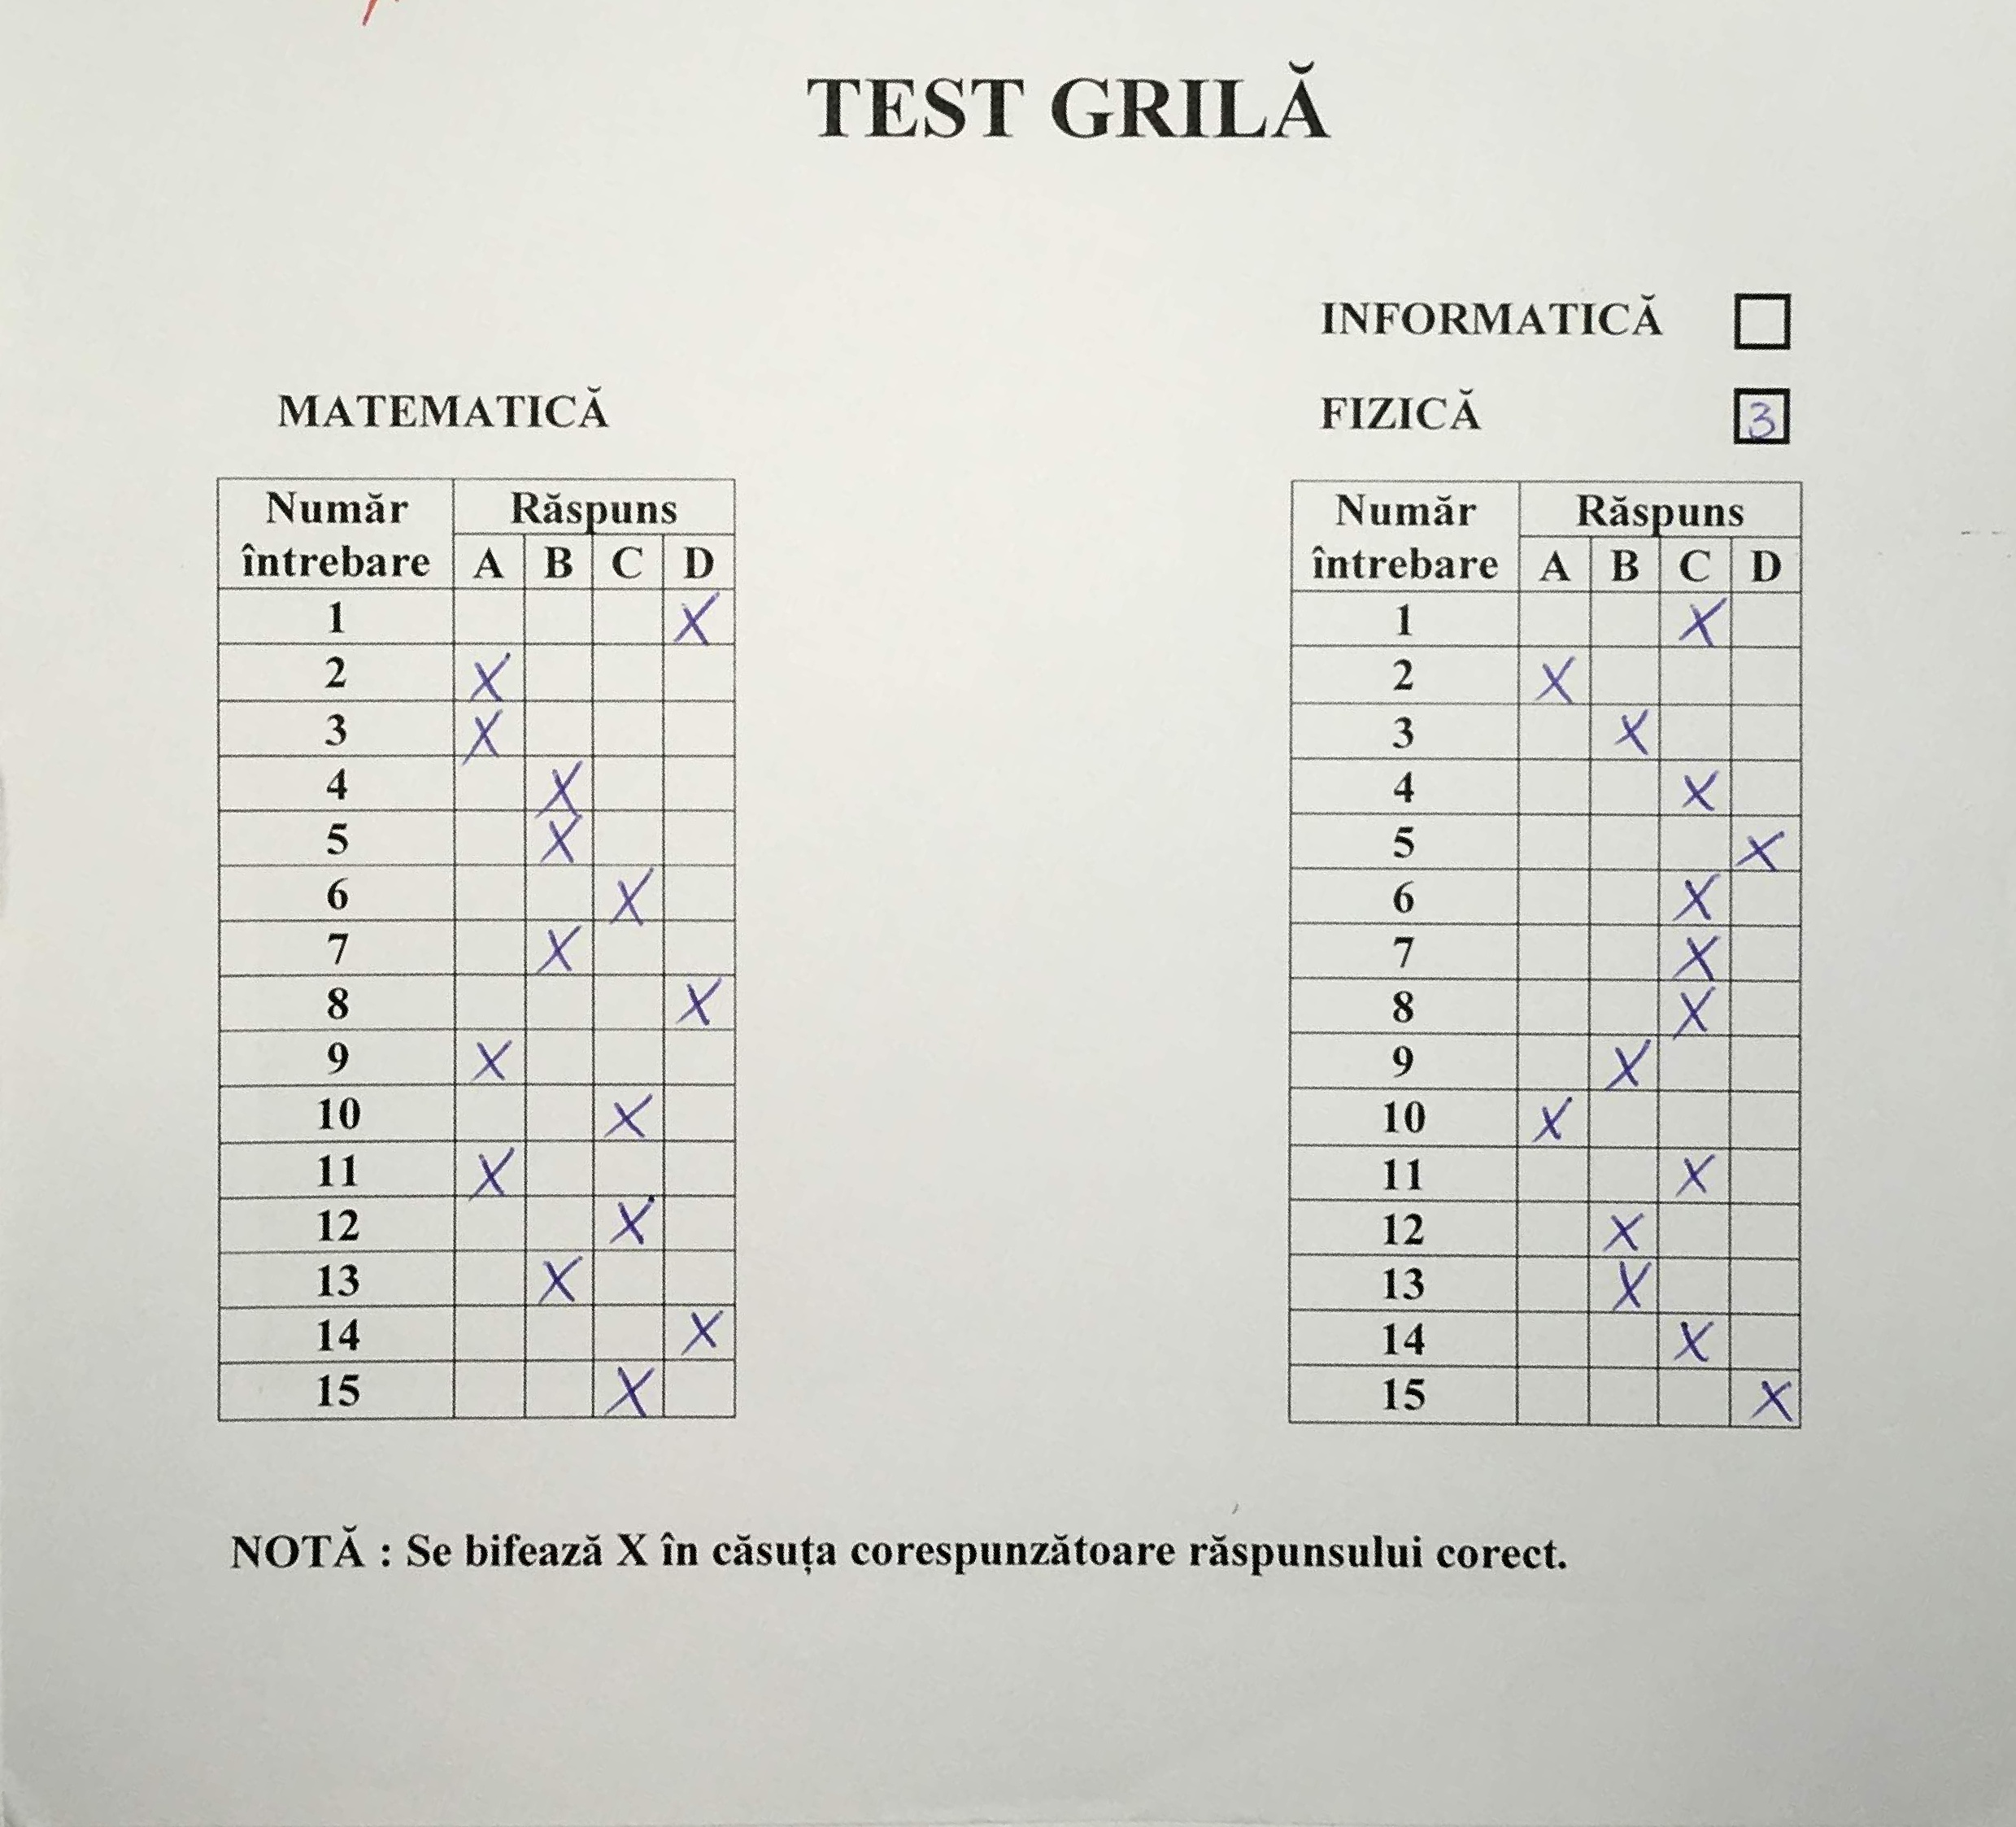 TEST GRILĂ
INFORMATICĂ
MATEMATICĂ
FIZICĂ 3
Număr întrebare Răspuns
A B C D
1 X
2 X
3 X
4 X
5 X
6 X
7 X
8 X
9 X
10 X
11 X
12 X
13 X
14 X
15 X
Număr întrebare Răspuns
A B C D
1 X
2 X
3 X
4 X
5 X
6 X
7 X
8 X
9 X
10 X
11 X
12 X
13 X
14 X
15 X
NOTĂ : Se bifează X în căsuța corespunzătoare răspunsului corect.